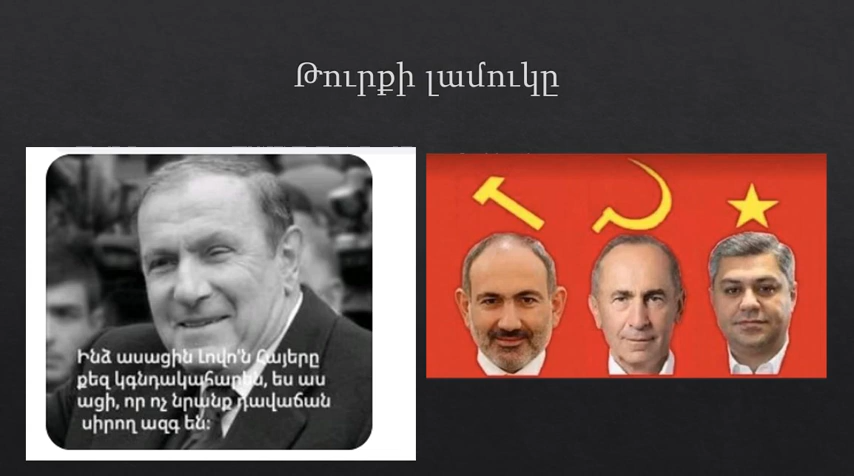 Թուրքի լամուկը
Ինձ ասացին Լովո՛ն Հայերը
քեզ կգնդակահարեն, ես աս
ացի, որ ոչ նրանք դավաճան
սիրող ազգ են: